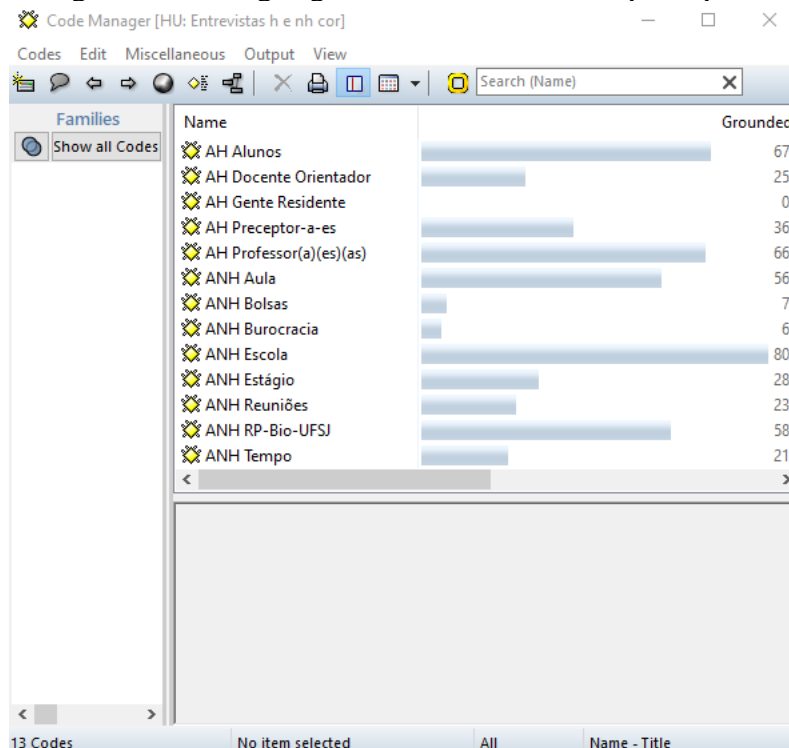 Code Manager [HU: Entrevistas h e nh cor]
Codes Edit Miscellaneous Output View
Search (Name)
Families
Show all Codes
Name Grounded
AH Alunos 67
AH Docente Orientador 25
AH Gente Residente 0
AH Preceptor-a-es 36
AH Professor(a)(es)(as) 66
ANH Aula 56
ANH Bolsas 7
ANH Burocracia 6
ANH Escola 80
ANH Estágio 28
ANH Reuniões 23
ANH RP-Bio-UFSJ 58
ANH Tempo 21
13 Codes No item selected All Name - Title